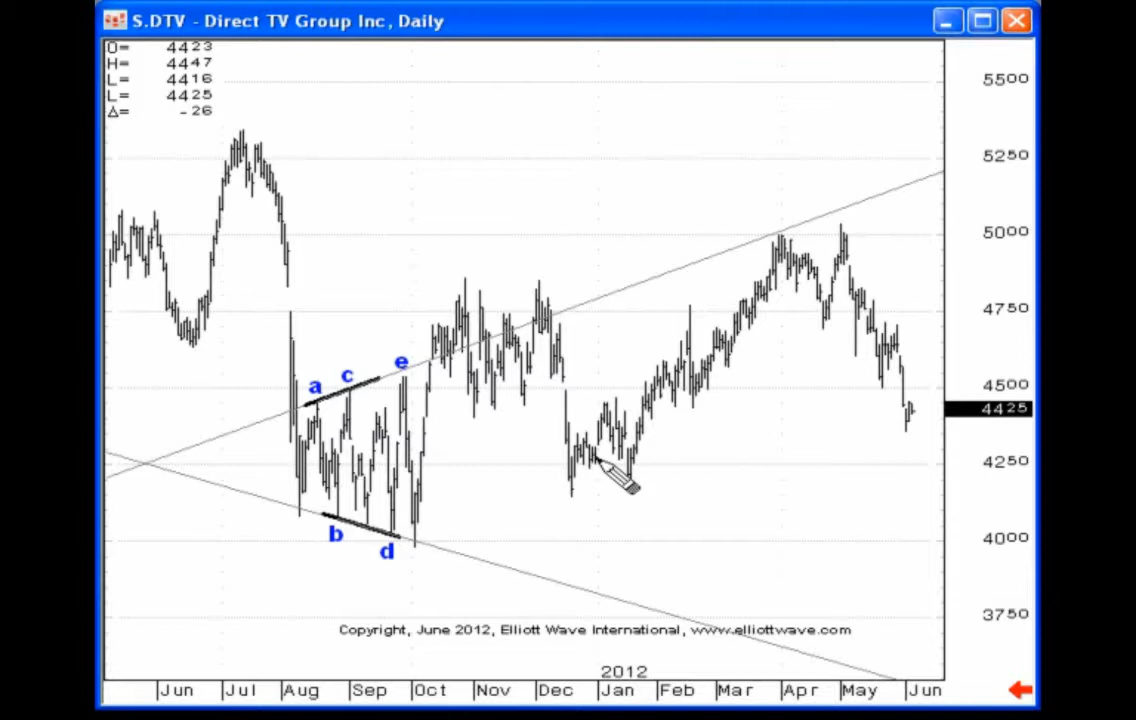 S.DTV - Direct TV Group Inc, Daily
O= 4423
H= 4447
L= 4416
L= 4425
Δ= -26
5500
5250
5000
4750
4500
4425
4250
4000
3750
a
c
e
b
d
Copyright, June 2012, Elliott Wave International, www.elliottwave.com
2012
Jun Jul Aug Sep Oct Nov Dec Jan Feb Mar Apr May Jun